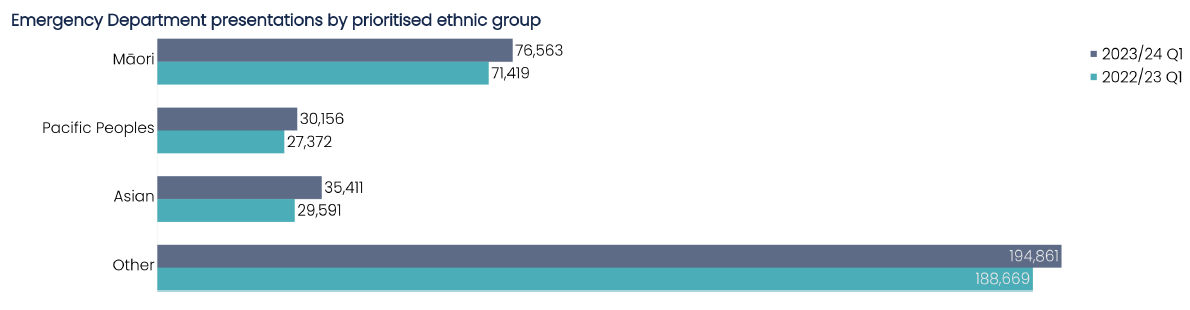 Emergency Department presentations by prioritised ethnic group
2023/24 Q1
2022/23 Q1
Māori
76,563
71,419
Pacific Peoples
30,156
27,372
Asian
35,411
29,591
Other
194,861
188,669